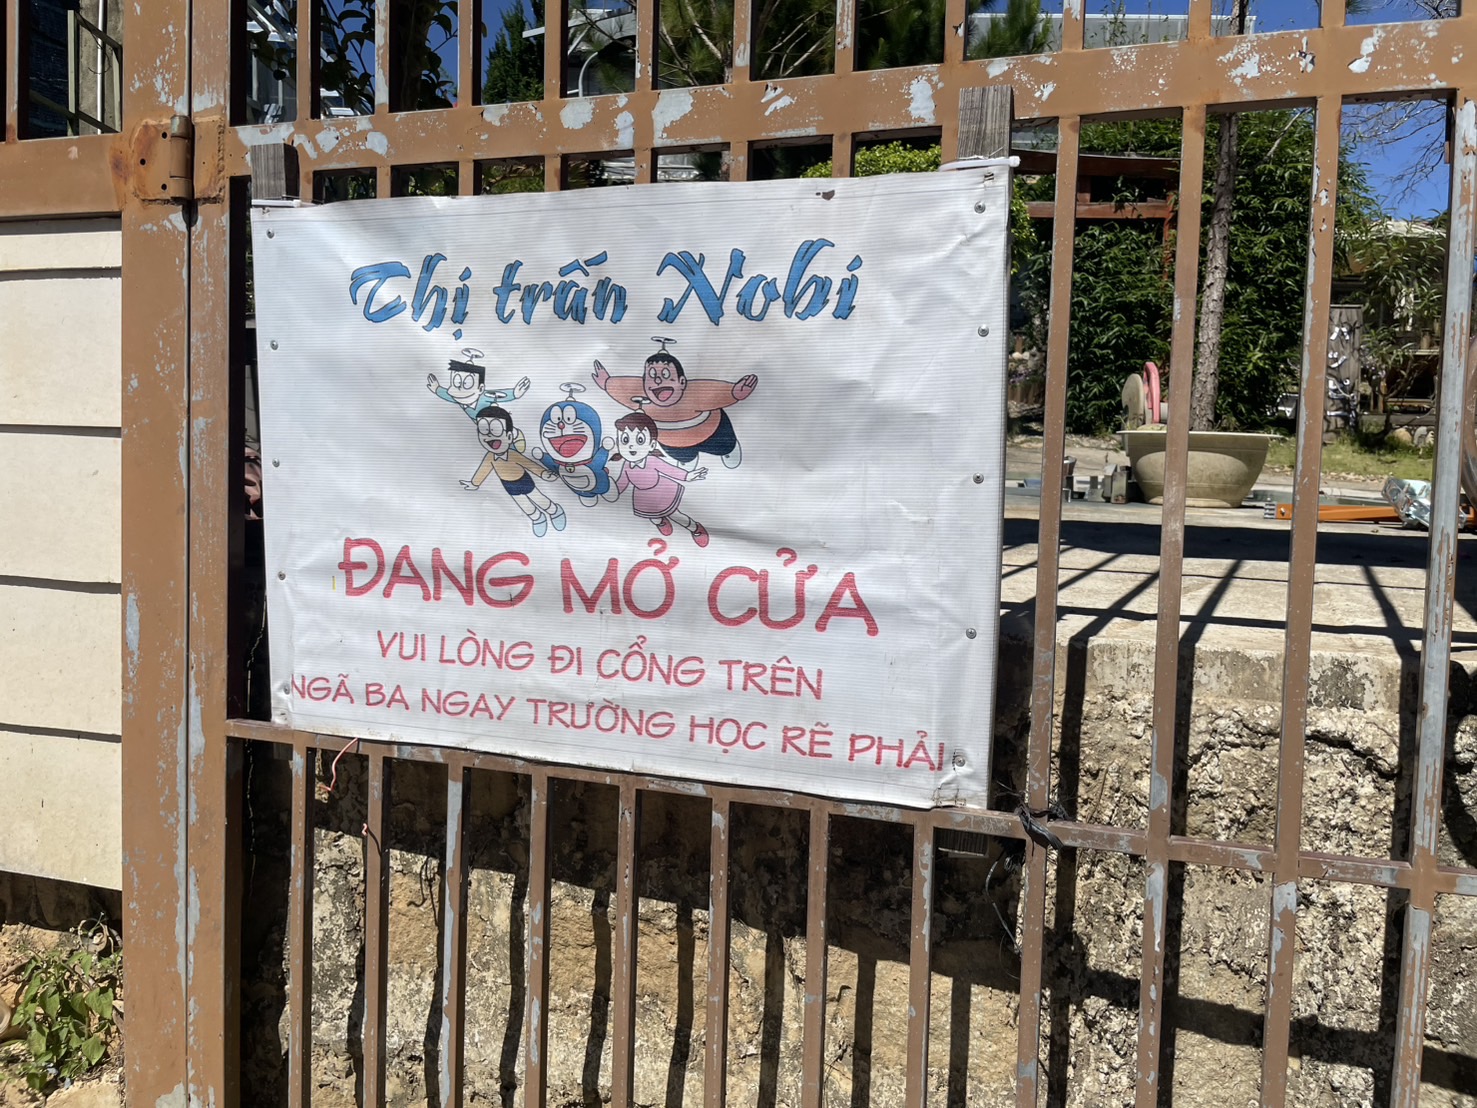 Thị trấn Nobi
ĐANG MỞ CỬA
VUI LÒNG ĐI CỔNG TRÊN
NGÃ BA NGAY TRƯỜNG HỌC RẼ PHẢI